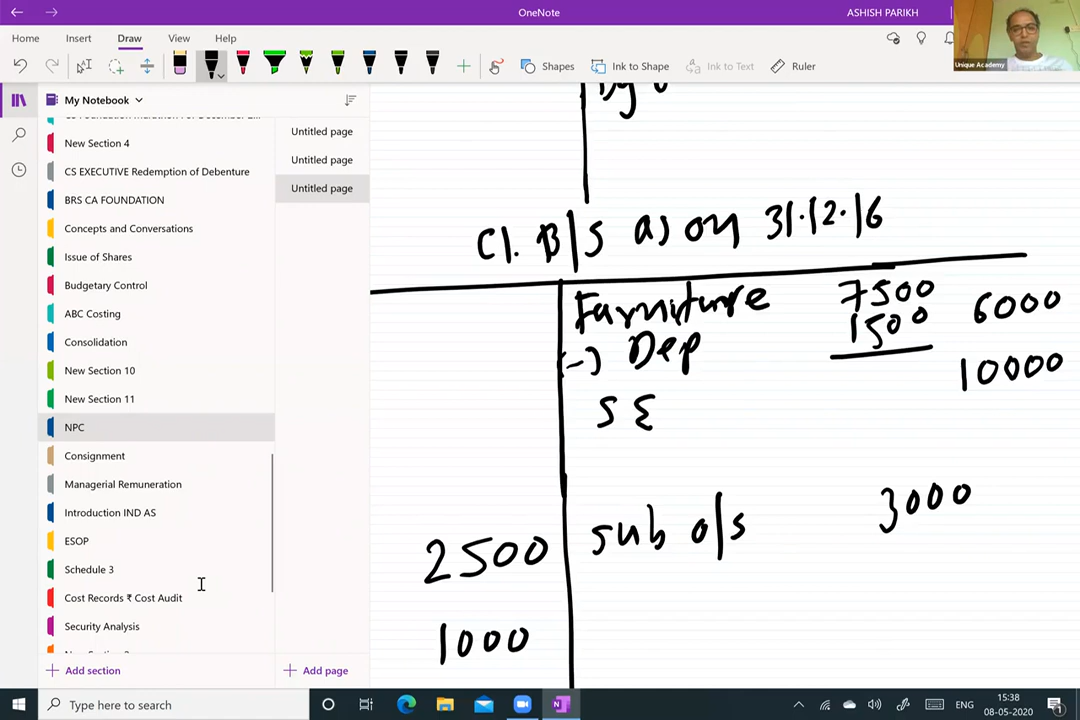 OneNote
ASHISH PARIKH
Home Insert Draw View Help
Shapes Ink to Shape Ink to Text Ruler
Unique Academy
My Notebook
New Section 4
CS EXECUTIVE Redemption of Debenture
BRS CA FOUNDATION
Concepts and Conversations
Issue of Shares
Budgetary Control
ABC Costing
Consolidation
New Section 10
New Section 11
NPC
Consignment
Managerial Remuneration
Introduction IND AS
ESOP
Schedule 3
Cost Records ₹ Cost Audit
Security Analysis
Add section
Untitled page
Untitled page
Untitled page
Add page
Cl. B/S as on 31.12.16
Furniture 7500
(-) Dep 1500 6000
SE 10000
2500 sub o/s 3000
1000
Type here to search
ENG
15:38
08-05-2020